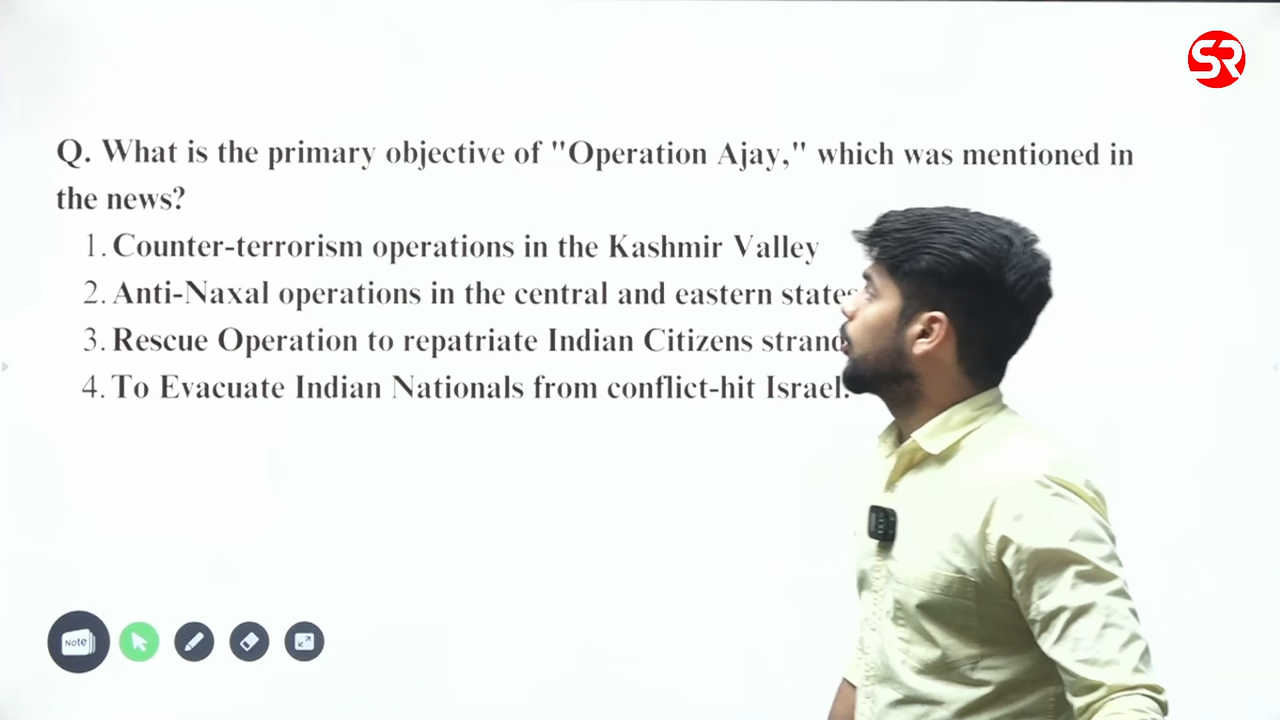 SR
Q. What is the primary objective of "Operation Ajay," which was mentioned in
the news?
1. Counter-terrorism operations in the Kashmir Valley
2. Anti-Naxal operations in the central and eastern states
3. Rescue Operation to repatriate Indian Citizens
4. To Evacuate Indian Nationals from conflict-hit Israel.
NOTE